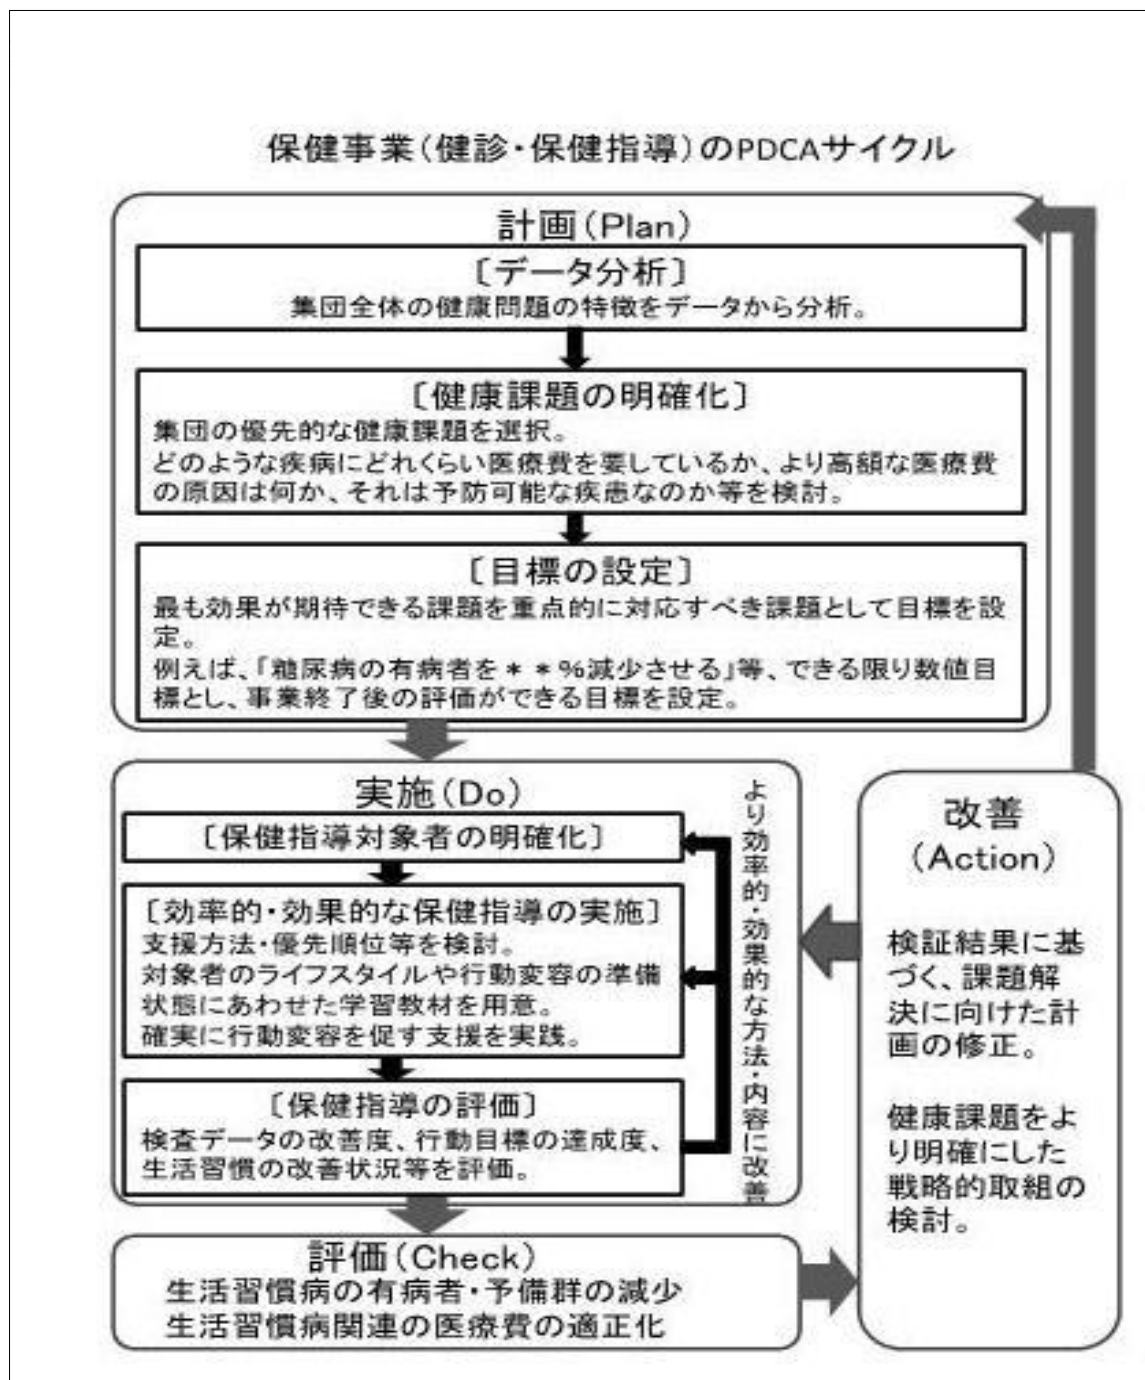 保健事業(健診・保健指導)のPDCAサイクル
計画(Plan)
〔データ分析〕
集団全体の健康問題の特徴をデータから分析。
〔健康課題の明確化〕
集団の優先的な健康課題を選択。
どのような疾病にどれくらい医療費を要しているか、より高額な医療費
の原因は何か、それは予防可能な疾患なのか等を検討。
〔目標の設定〕
最も効果が期待できる課題を重点的に対応すべき課題として目標を設
定。
例えば、「糖尿病の有病者を**%減少させる」等、できる限り数値目
標とし、事業終了後の評価ができる目標を設定。
実施(Do)
〔保健指導対象者の明確化〕
〔効率的・効果的な保健指導の実施〕
支援方法・優先順位等を検討。
対象者のライフスタイルや行動変容の準備
状態にあわせた学習教材を用意。
確実に行動変容を促す支援を実践。
〔保健指導の評価〕
検査データの改善度、行動目標の達成度、
生活習慣の改善状況等を評価。
より効率的・効果的な方法・内容に改善
評価(Check)
生活習慣病の有病者・予備群の減少
生活習慣病関連の医療費の適正化
改善
(Action)
検証結果に基
づく、課題解
決に向けた計
画の修正。
健康課題をよ
り明確にした
戦略的取組の
検討。